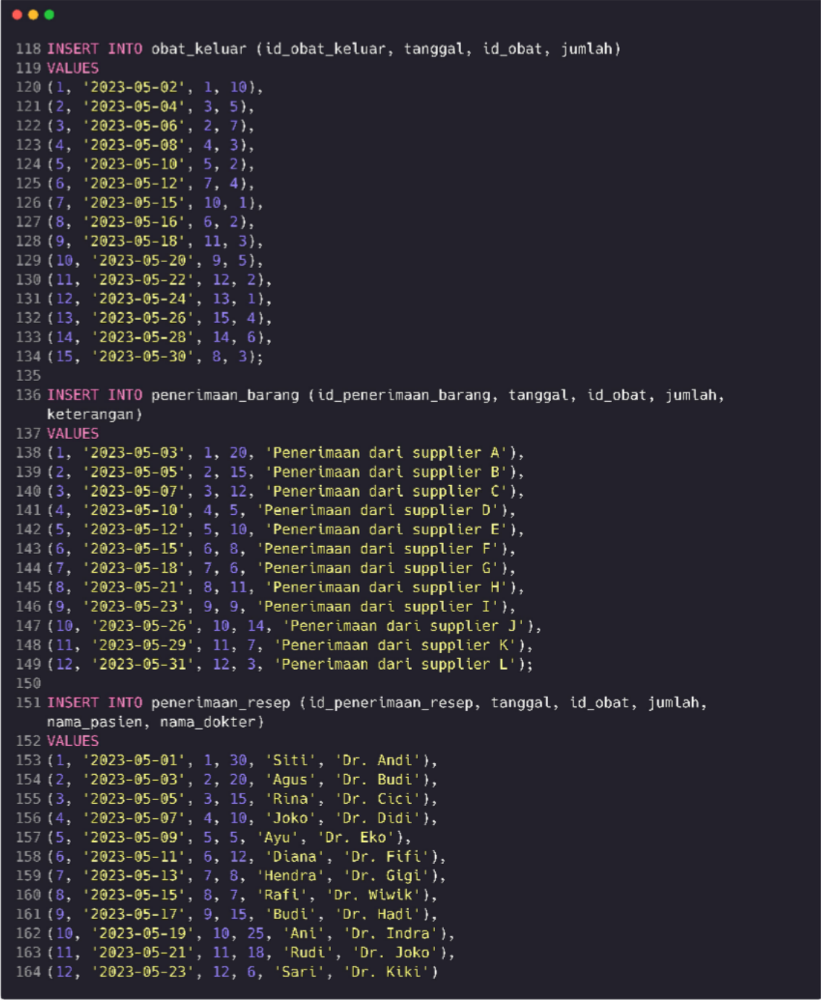 118 INSERT INTO obat_keluar (id_obat_keluar, tanggal, id_obat, jumlah)
119 VALUES
120 (1, '2023-05-02', 1, 10),
121 (2, '2023-05-04', 3, 5),
122 (3, '2023-05-06', 2, 7),
123 (4, '2023-05-08', 4, 3),
124 (5, '2023-05-10', 5, 2),
125 (6, '2023-05-12', 7, 4),
126 (7, '2023-05-15', 10, 1),
127 (8, '2023-05-16', 6, 2),
128 (9, '2023-05-18', 11, 3),
129 (10, '2023-05-20', 9, 5),
130 (11, '2023-05-22', 12, 2),
131 (12, '2023-05-24', 13, 1),
132 (13, '2023-05-26', 15, 4),
133 (14, '2023-05-28', 14, 6),
134 (15, '2023-05-30', 8, 3);
135
136 INSERT INTO penerimaan_barang (id_penerimaan_barang, tanggal, id_obat, jumlah,
keterangan)
137 VALUES
138 (1, '2023-05-03', 1, 20, 'Penerimaan dari supplier A'),
139 (2, '2023-05-05', 2, 15, 'Penerimaan dari supplier B'),
140 (3, '2023-05-07', 3, 12, 'Penerimaan dari supplier C'),
141 (4, '2023-05-10', 4, 5, 'Penerimaan dari supplier D'),
142 (5, '2023-05-12', 5, 10, 'Penerimaan dari supplier E'),
143 (6, '2023-05-15', 6, 8, 'Penerimaan dari supplier F'),
144 (7, '2023-05-18', 7, 6, 'Penerimaan dari supplier G'),
145 (8, '2023-05-21', 8, 11, 'Penerimaan dari supplier H'),
146 (9, '2023-05-23', 9, 9, 'Penerimaan dari supplier I'),
147 (10, '2023-05-26', 10, 14, 'Penerimaan dari supplier J'),
148 (11, '2023-05-29', 11, 7, 'Penerimaan dari supplier K'),
149 (12, '2023-05-31', 12, 3, 'Penerimaan dari supplier L');
150
151 INSERT INTO penerimaan_resep (id_penerimaan_resep, tanggal, id_obat, jumlah,
nama_pasien, nama_dokter)
152 VALUES
153 (1, '2023-05-01', 1, 30, 'Siti', 'Dr. Andi'),
154 (2, '2023-05-03', 2, 20, 'Agus', 'Dr. Budi'),
155 (3, '2023-05-05', 3, 15, 'Rina', 'Dr. Cici'),
156 (4, '2023-05-07', 4, 10, 'Joko', 'Dr. Didi'),
157 (5, '2023-05-09', 5, 5, 'Ayu', 'Dr. Eko'),
158 (6, '2023-05-11', 6, 12, 'Diana', 'Dr. Fifi'),
159 (7, '2023-05-13', 7, 8, 'Hendra', 'Dr. Gigi'),
160 (8, '2023-05-15', 8, 7, 'Rafi', 'Dr. Wiwik'),
161 (9, '2023-05-17', 9, 15, 'Budi', 'Dr. Hadi'),
162 (10, '2023-05-19', 10, 25, 'Ani', 'Dr. Indra'),
163 (11, '2023-05-21', 11, 18, 'Rudi', 'Dr. Joko'),
164 (12, '2023-05-23', 12, 6, 'Sari', 'Dr. Kiki')